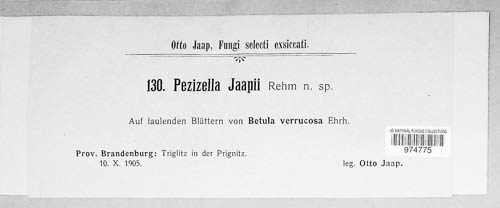 Otto Jaap, Fungi selecti exsiccati.
130. Pezizella Jaapii Rehm n. sp.
Auf faulenden Blättern von Betula verrucosa Ehrh.
US NATIONAL FUNGUS COLLECTIONS
974775
Prov. Brandenburg: Triglitz in der Prignitz.
10. X. 1905.
leg. Otto Jaap.